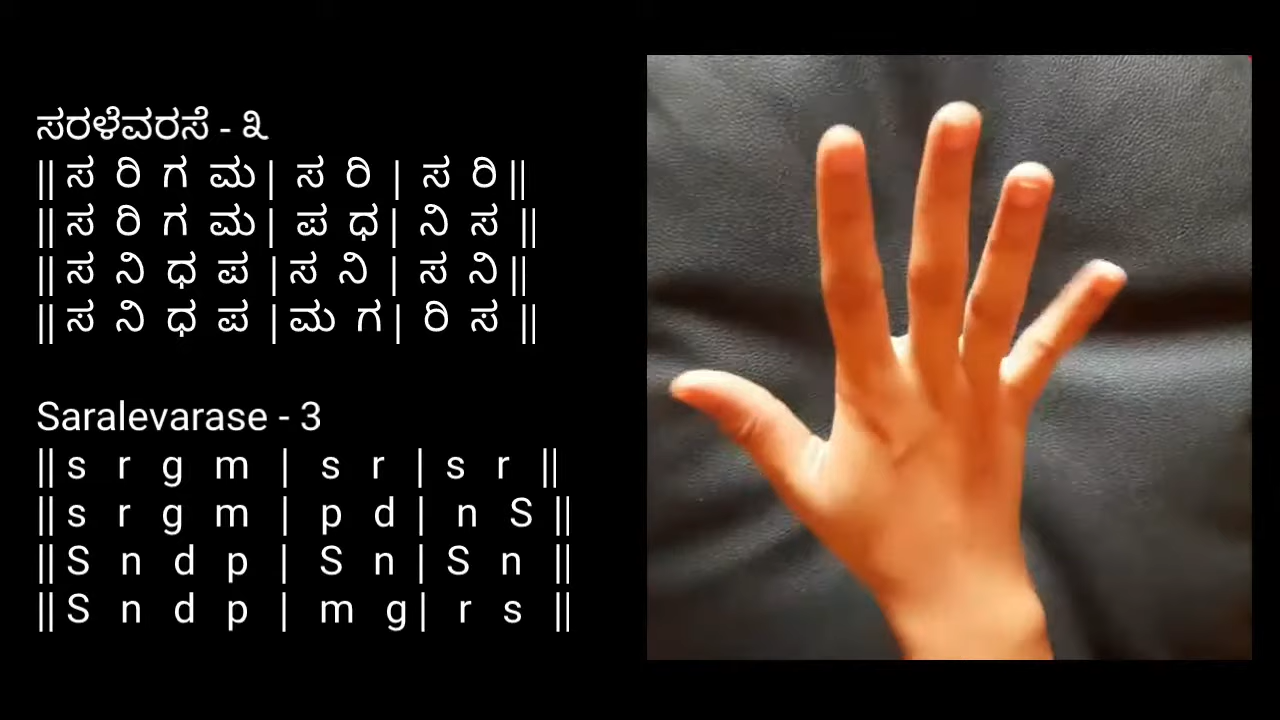 ಸರಳೆವರಸೆ - ೩
|| ಸ ರಿ ಗ ಮ | ಸ ರಿ | ಸ ರಿ ||
|| ಸ ರಿ ಗ ಮ | ಪ ಧ | ನಿ ಸ ||
|| ಸ ನಿ ಧ ಪ | ಸ ನಿ | ಸ ನಿ ||
|| ಸ ನಿ ಧ ಪ | ಮ ಗ | ರಿ ಸ ||
Saralevarase - 3
|| s r g m | s r | s r ||
|| s r g m | p d | n S ||
|| S n d p | S n | S n ||
|| S n d p | m g | r s ||